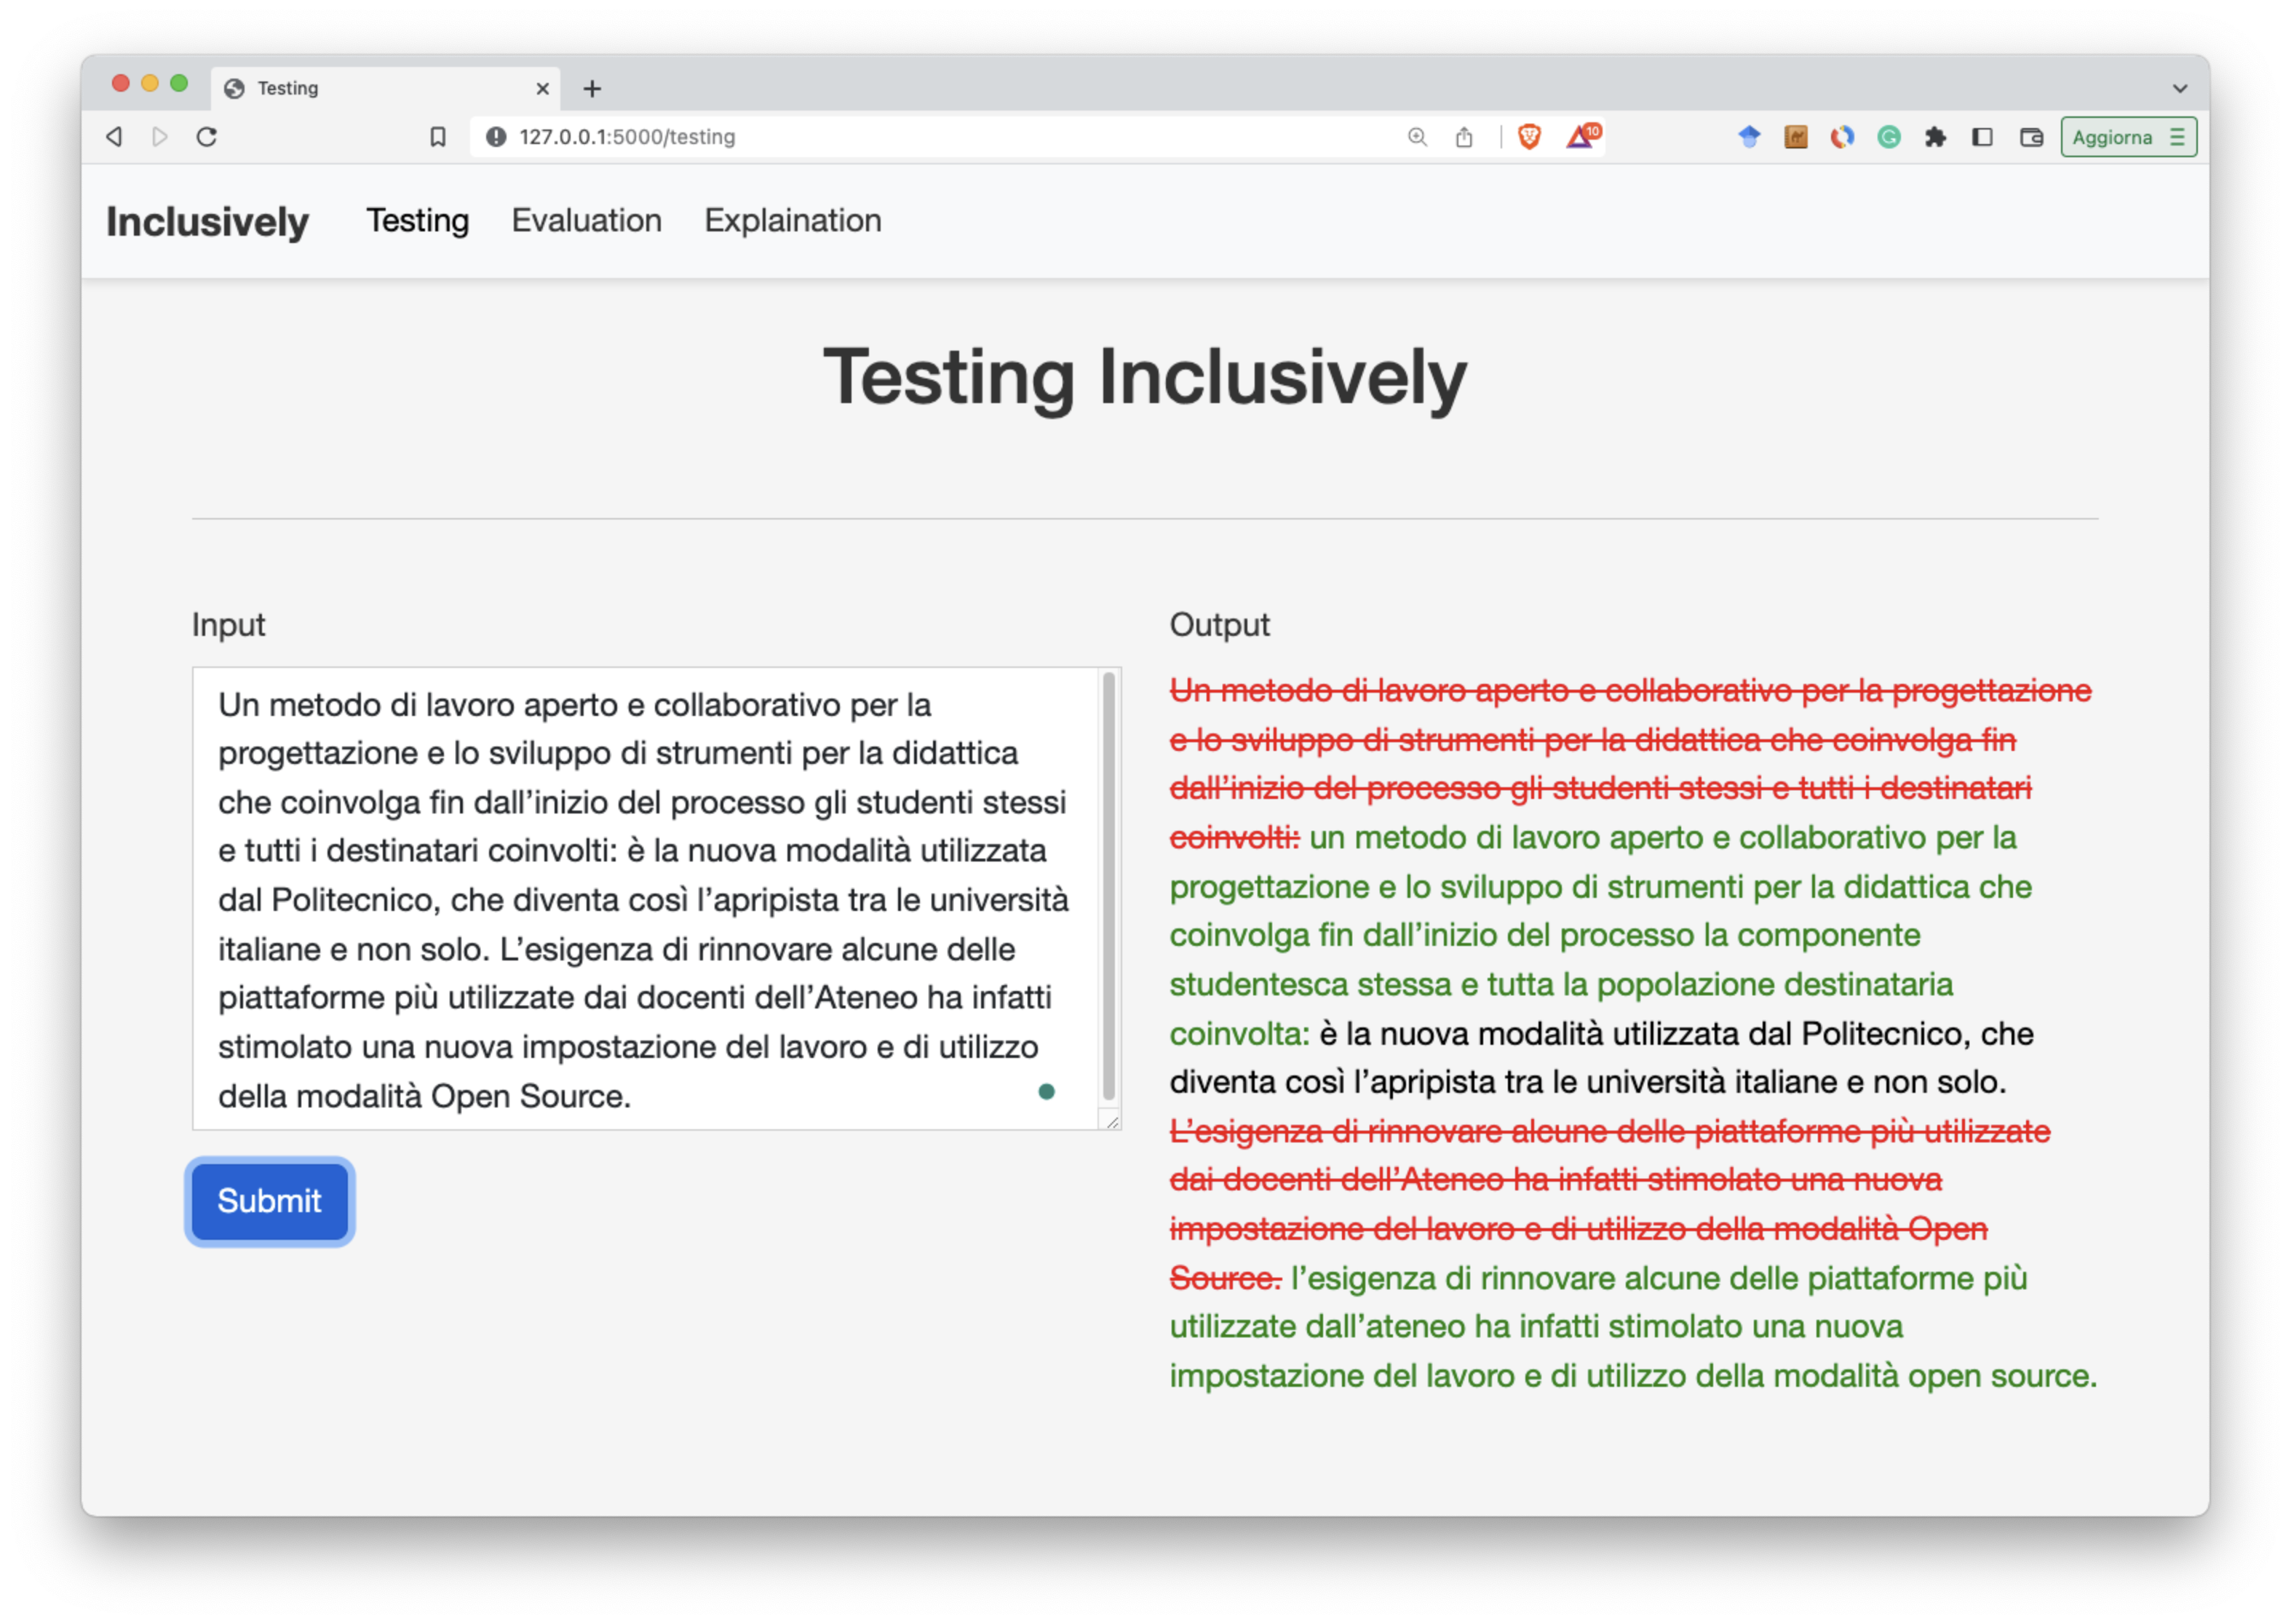 Testing
127.0.0.1:5000/testing
10
Aggiorna
Inclusively
Testing
Evaluation
Explaination
Testing Inclusively
Input
Un metodo di lavoro aperto e collaborativo per la
progettazione e lo sviluppo di strumenti per la didattica
che coinvolga fin dall’inizio del processo gli studenti stessi
e tutti i destinatari coinvolti: è la nuova modalità utilizzata
dal Politecnico, che diventa così l’apripista tra le università
italiane e non solo. L’esigenza di rinnovare alcune delle
piattaforme più utilizzate dai docenti dell’Ateneo ha infatti
stimolato una nuova impostazione del lavoro e di utilizzo
della modalità Open Source.
Submit
Output
Un metodo di lavoro aperto e collaborativo per la progettazione
e lo sviluppo di strumenti per la didattica che coinvolga fin
dall’inizio del processo gli studenti stessi e tutti i destinatari
coinvolti: un metodo di lavoro aperto e collaborativo per la
progettazione e lo sviluppo di strumenti per la didattica che
coinvolga fin dall’inizio del processo la componente
studentesca stessa e tutta la popolazione destinataria
coinvolta: è la nuova modalità utilizzata dal Politecnico, che
diventa così l’apripista tra le università italiane e non solo.
L’esigenza di rinnovare alcune delle piattaforme più utilizzate
dai docenti dell’Ateneo ha infatti stimolato una nuova
impostazione del lavoro e di utilizzo della modalità Open
Source. l’esigenza di rinnovare alcune delle piattaforme più
utilizzate dall’ateneo ha infatti stimolato una nuova
impostazione del lavoro e di utilizzo della modalità open source.